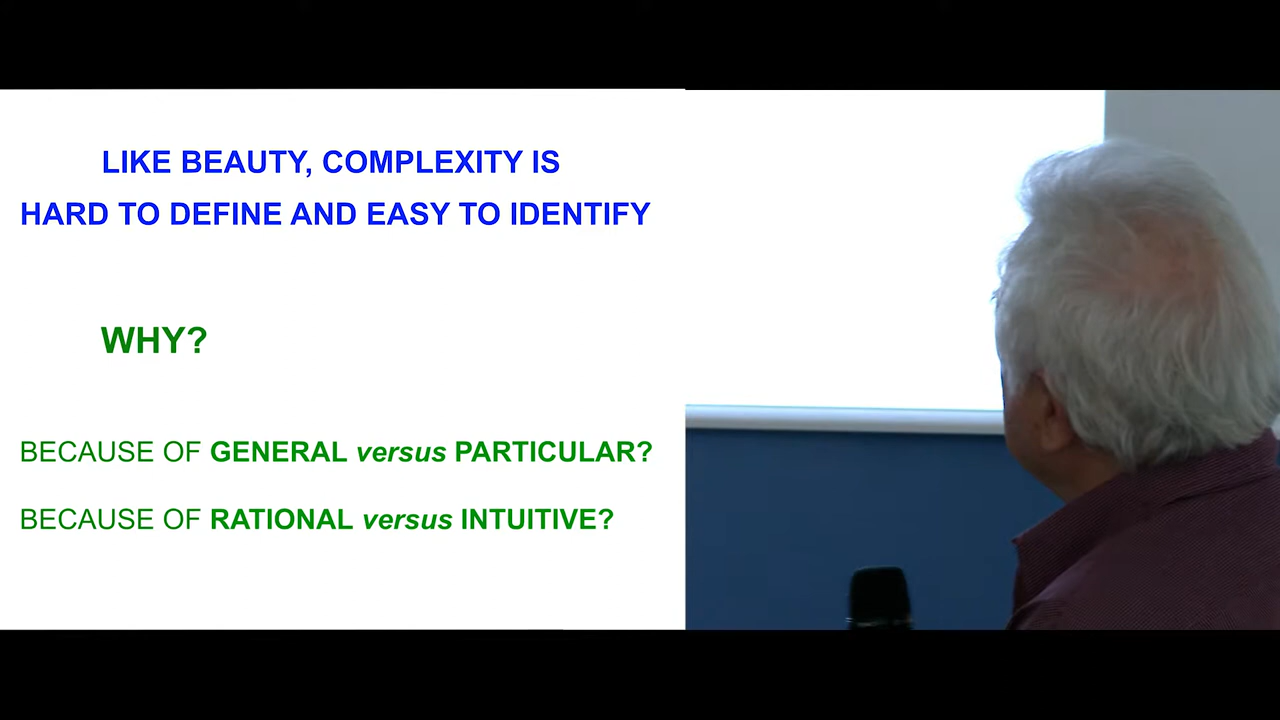 LIKE BEAUTY, COMPLEXITY IS
HARD TO DEFINE AND EASY TO IDENTIFY
WHY?
BECAUSE OF GENERAL versus PARTICULAR?
BECAUSE OF RATIONAL versus INTUITIVE?